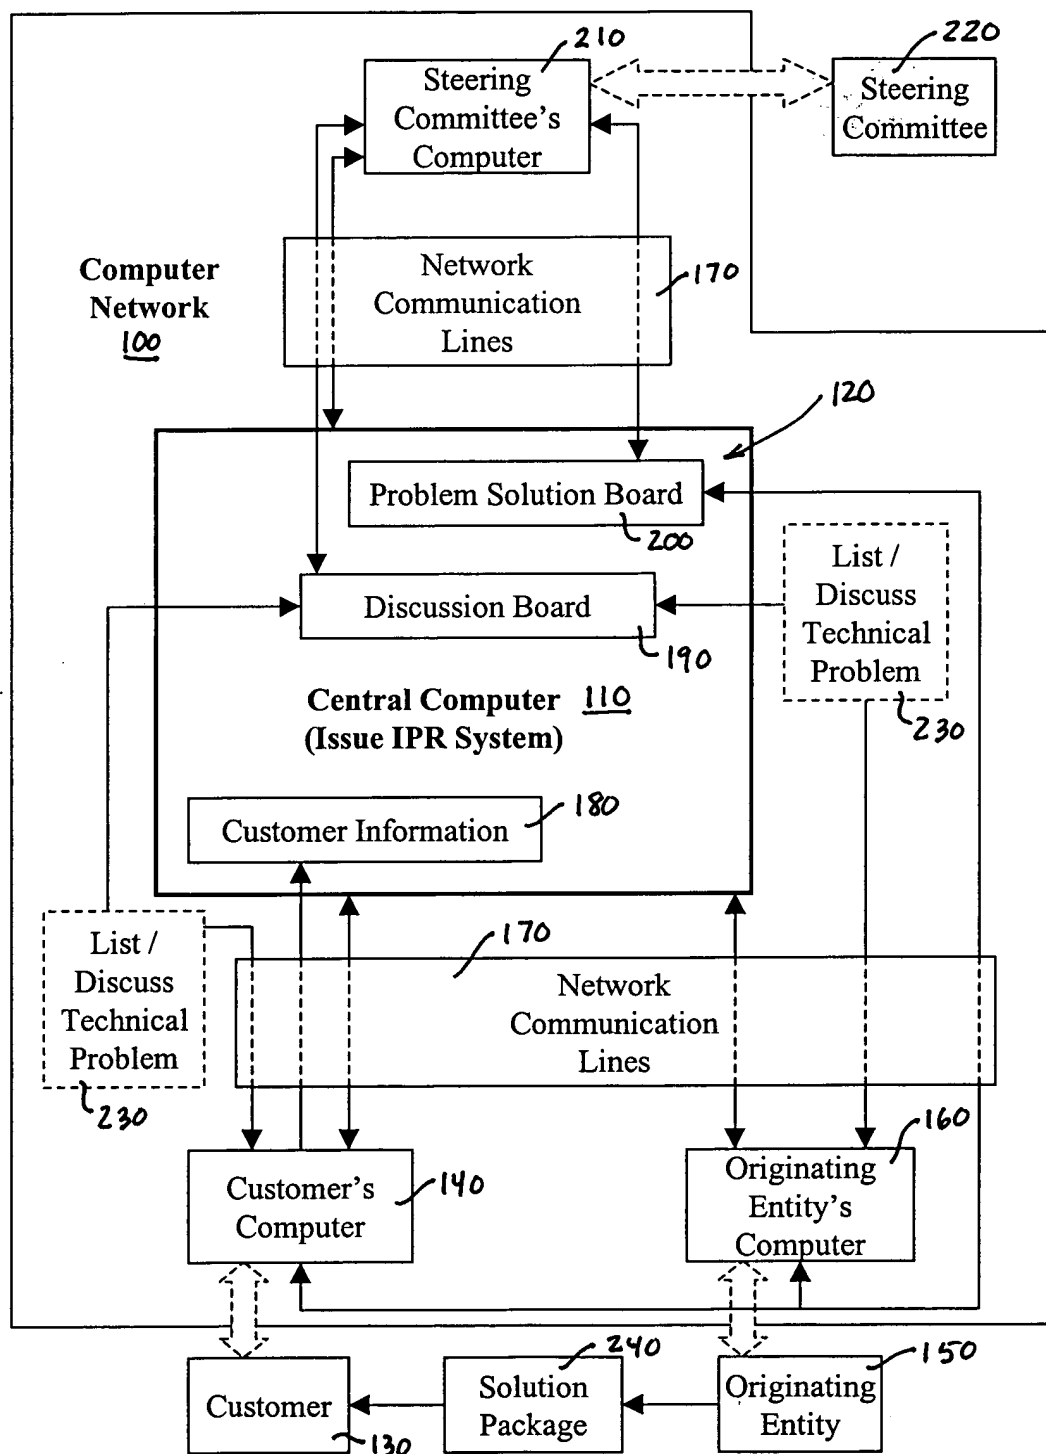 210
220
Steering
Committee's
Computer
Steering
Committee
Computer
Network
100
Network
Communication
Lines
170
120
Problem Solution Board
200
List /
Discuss
Technical
Problem
230
Discussion Board
190
Central Computer 110
(Issue IPR System)
180
Customer Information
List /
Discuss
Technical
Problem
230
170
Network
Communication
Lines
160
Customer's
Computer
140
Originating
Entity's
Computer
240
150
Customer
130
Solution
Package
Originating
Entity